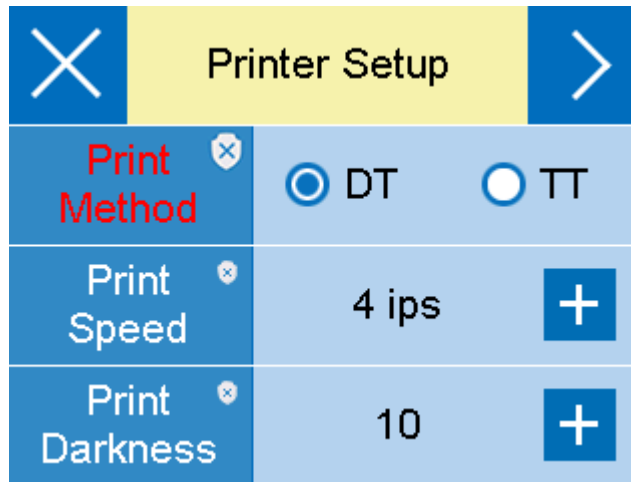 Printer Setup
Print
Method
DT
TT
Print
Speed
4 ips
Print
Darkness
10